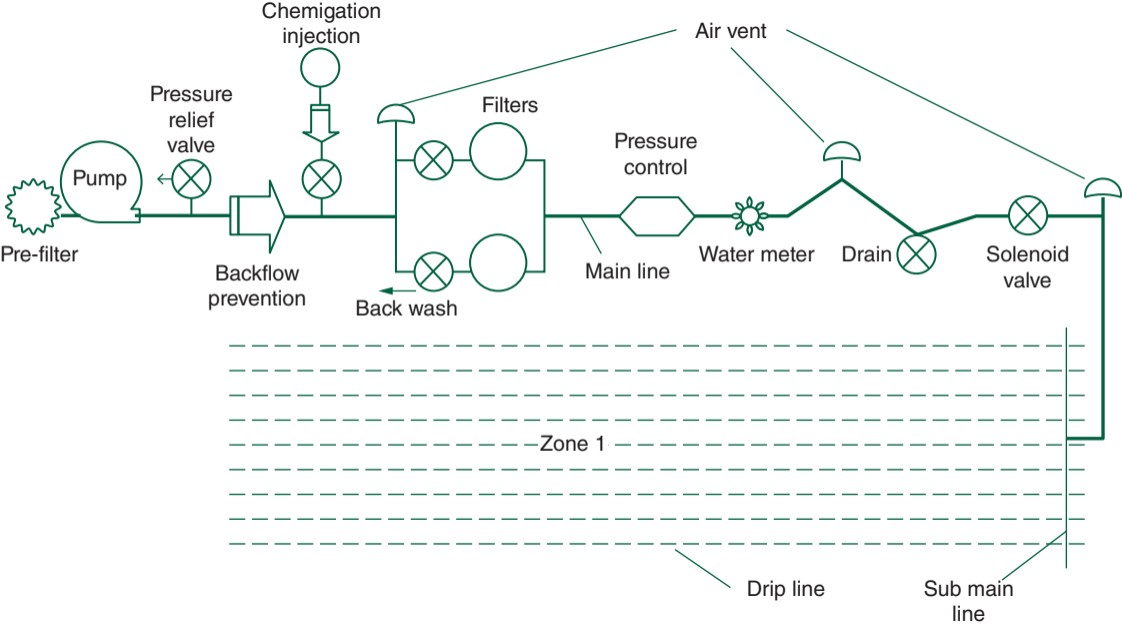 Chemigation
injection
Air vent
Pressure
relief
valve
Filters
Pressure
control
Pump
Pre-filter
Backflow
prevention
Back wash
Main line
Water meter
Drain
Solenoid
valve
Zone 1
Drip line
Sub main
line